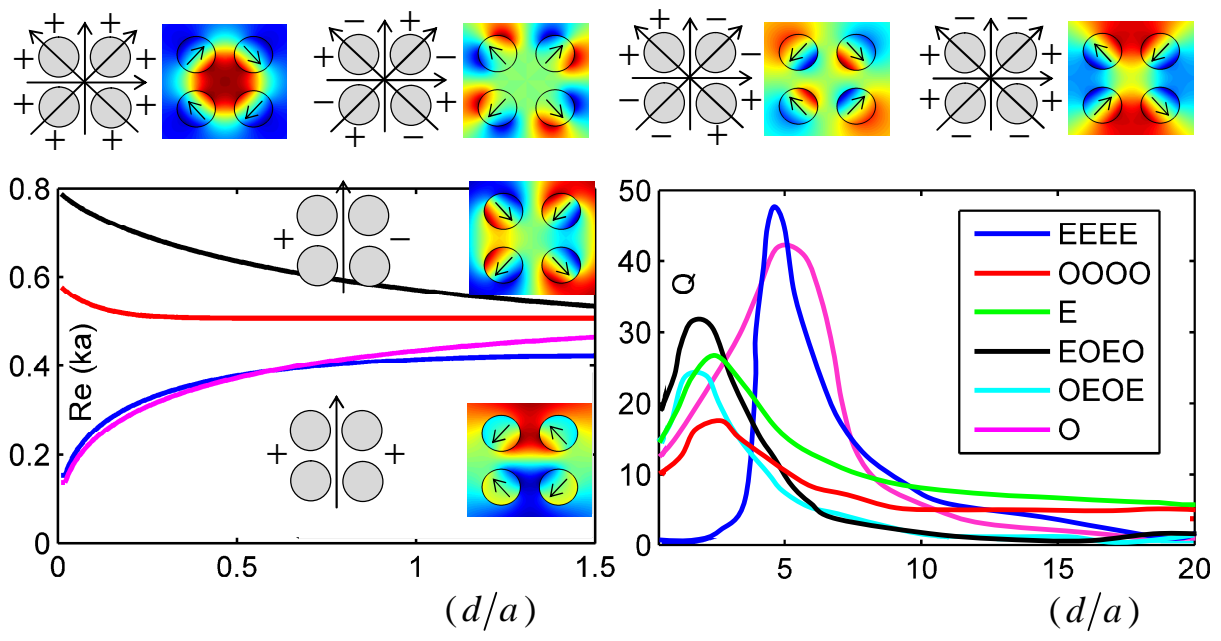 + + + +
+ + + +
− + − +
+ − + −
− − + −
+ − + −
− − + +
+ + − −
0.8
0.6
0.4
0.2
0
Re (ka)
+ −
+ +
0 0.5 1 1.5
(d/a)
50
40
30
20
10
0
Q
EEEE
OOOO
E
EOEO
OEOE
O
5 10 15 20
(d/a)